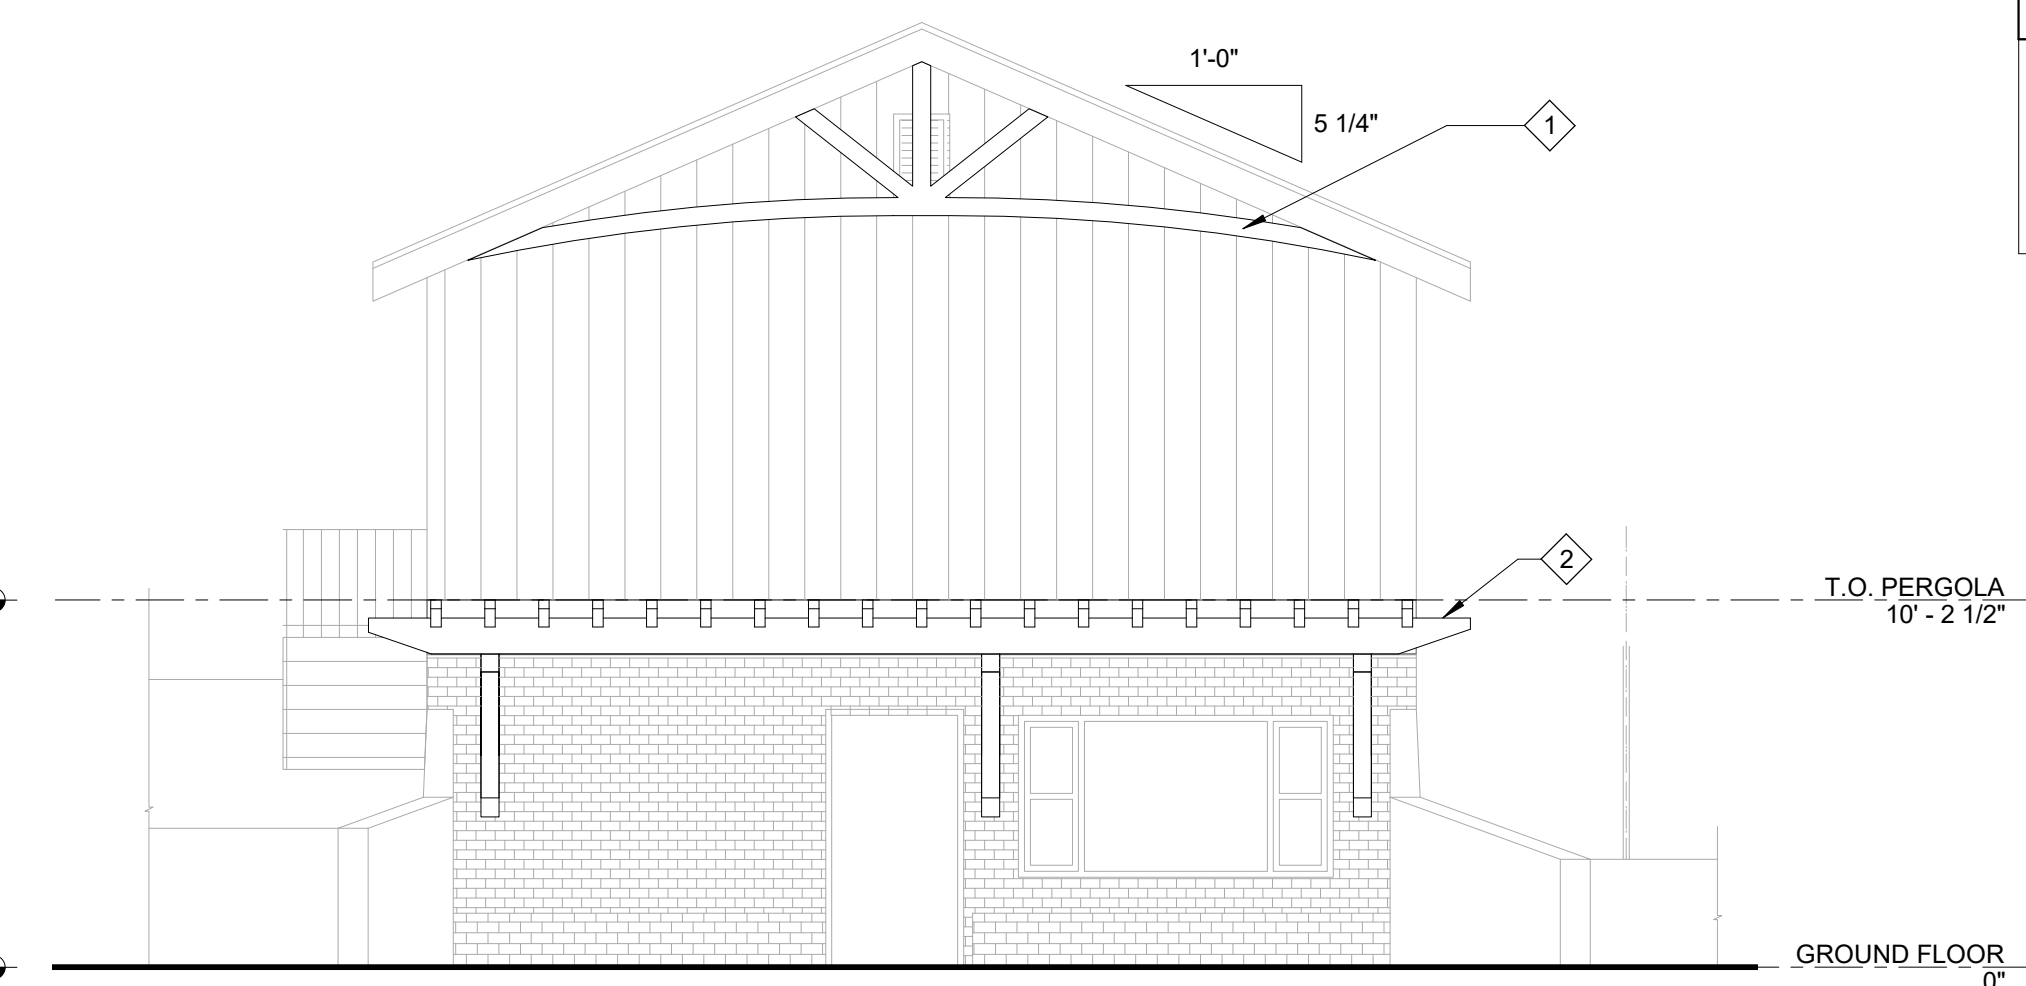 1'-0"
5 1/4"
1
2
T.O. PERGOLA
10' - 2 1/2"
GROUND FLOOR
0"